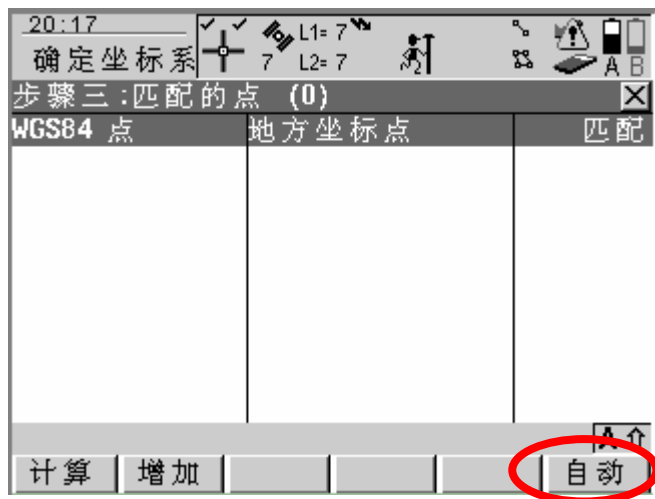 20:17
确定坐标系
L1= 7
7 L2= 7
2
A B
步骤三:匹配的点 (0)
WGS84 点 地方坐标点 匹配
A
计算 增加 自动